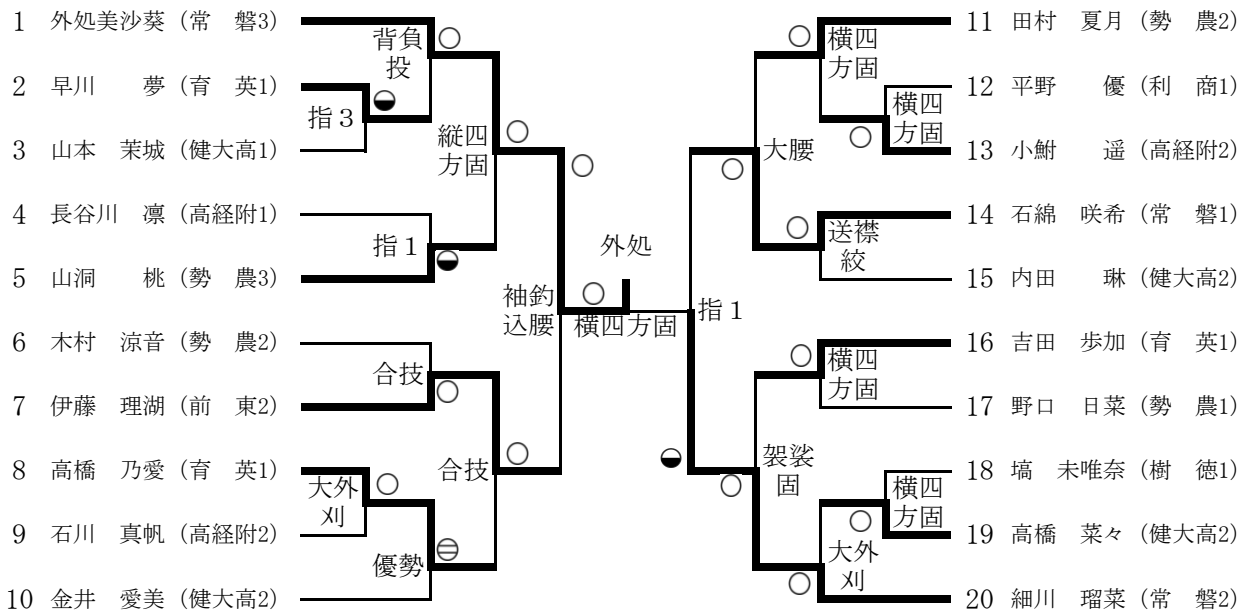 1 外処美沙葵 (常 磐3)
2 早川 夢 (育 英1)
3 山本 茉城 (健大高1)
4 長谷川 凛 (高経附1)
5 山洞 桃 (勢 農3)
6 木村 涼音 (勢 農2)
7 伊藤 理湖 (前 東2)
8 高橋 乃愛 (育 英1)
9 石川 真帆 (高経附2)
10 金井 愛美 (健大高2)
背負
投
指3
縦四
方固
指1
合技
大外
刈
優勢
合技
袖釣
込腰
外処
横四方固
指1
大腰
袈裟
固
横四
方固
横四
方固
送襟
絞
横四
方固
横四
方固
大外
刈
11 田村 夏月 (勢 農2)
12 平野 優 (利 商1)
13 小鮒 遥 (高経附2)
14 石綿 咲希 (常 磐1)
15 内田 琳 (健大高2)
16 吉田 歩加 (育 英1)
17 野口 日菜 (勢 農1)
18 塙 未唯奈 (樹 徳1)
19 高橋 菜々 (健大高2)
20 細川 瑠菜 (常 磐2)